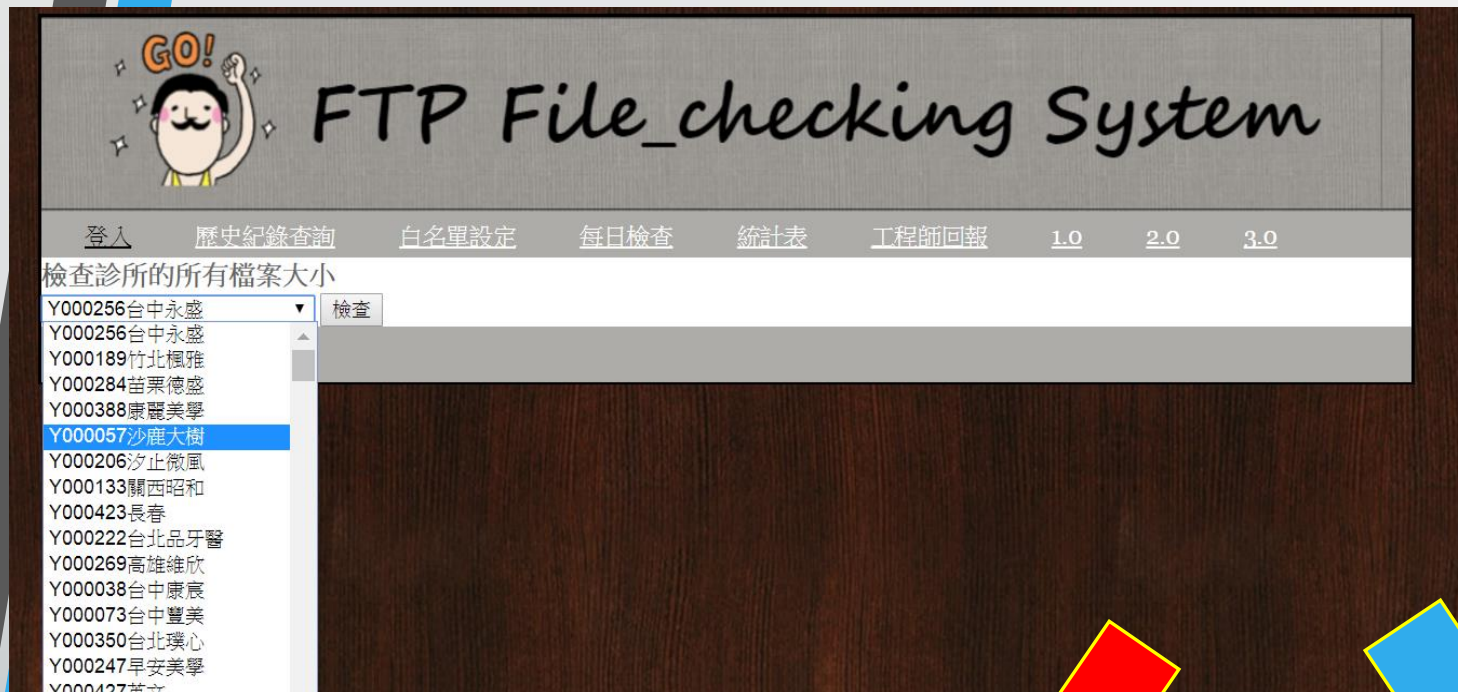 GO!
FTP File_checking System
登入 歷史紀錄查詢 白名單設定 每日檢查 統計表 工程師回報 1.0 2.0 3.0
檢查診所的所有檔案大小
Y000256台中永盛 檢查
Y000256台中永盛
Y000189竹北楓雅
Y000284苗栗德盛
Y000388康麗美學
Y000057沙鹿大樹
Y000206汐止微風
Y000133關西昭和
Y000423長春
Y000222台北品牙醫
Y000269高雄維欣
Y000038台中康宸
Y000073台中豐美
Y000350台北璞心
Y000247早安美學
Y000427